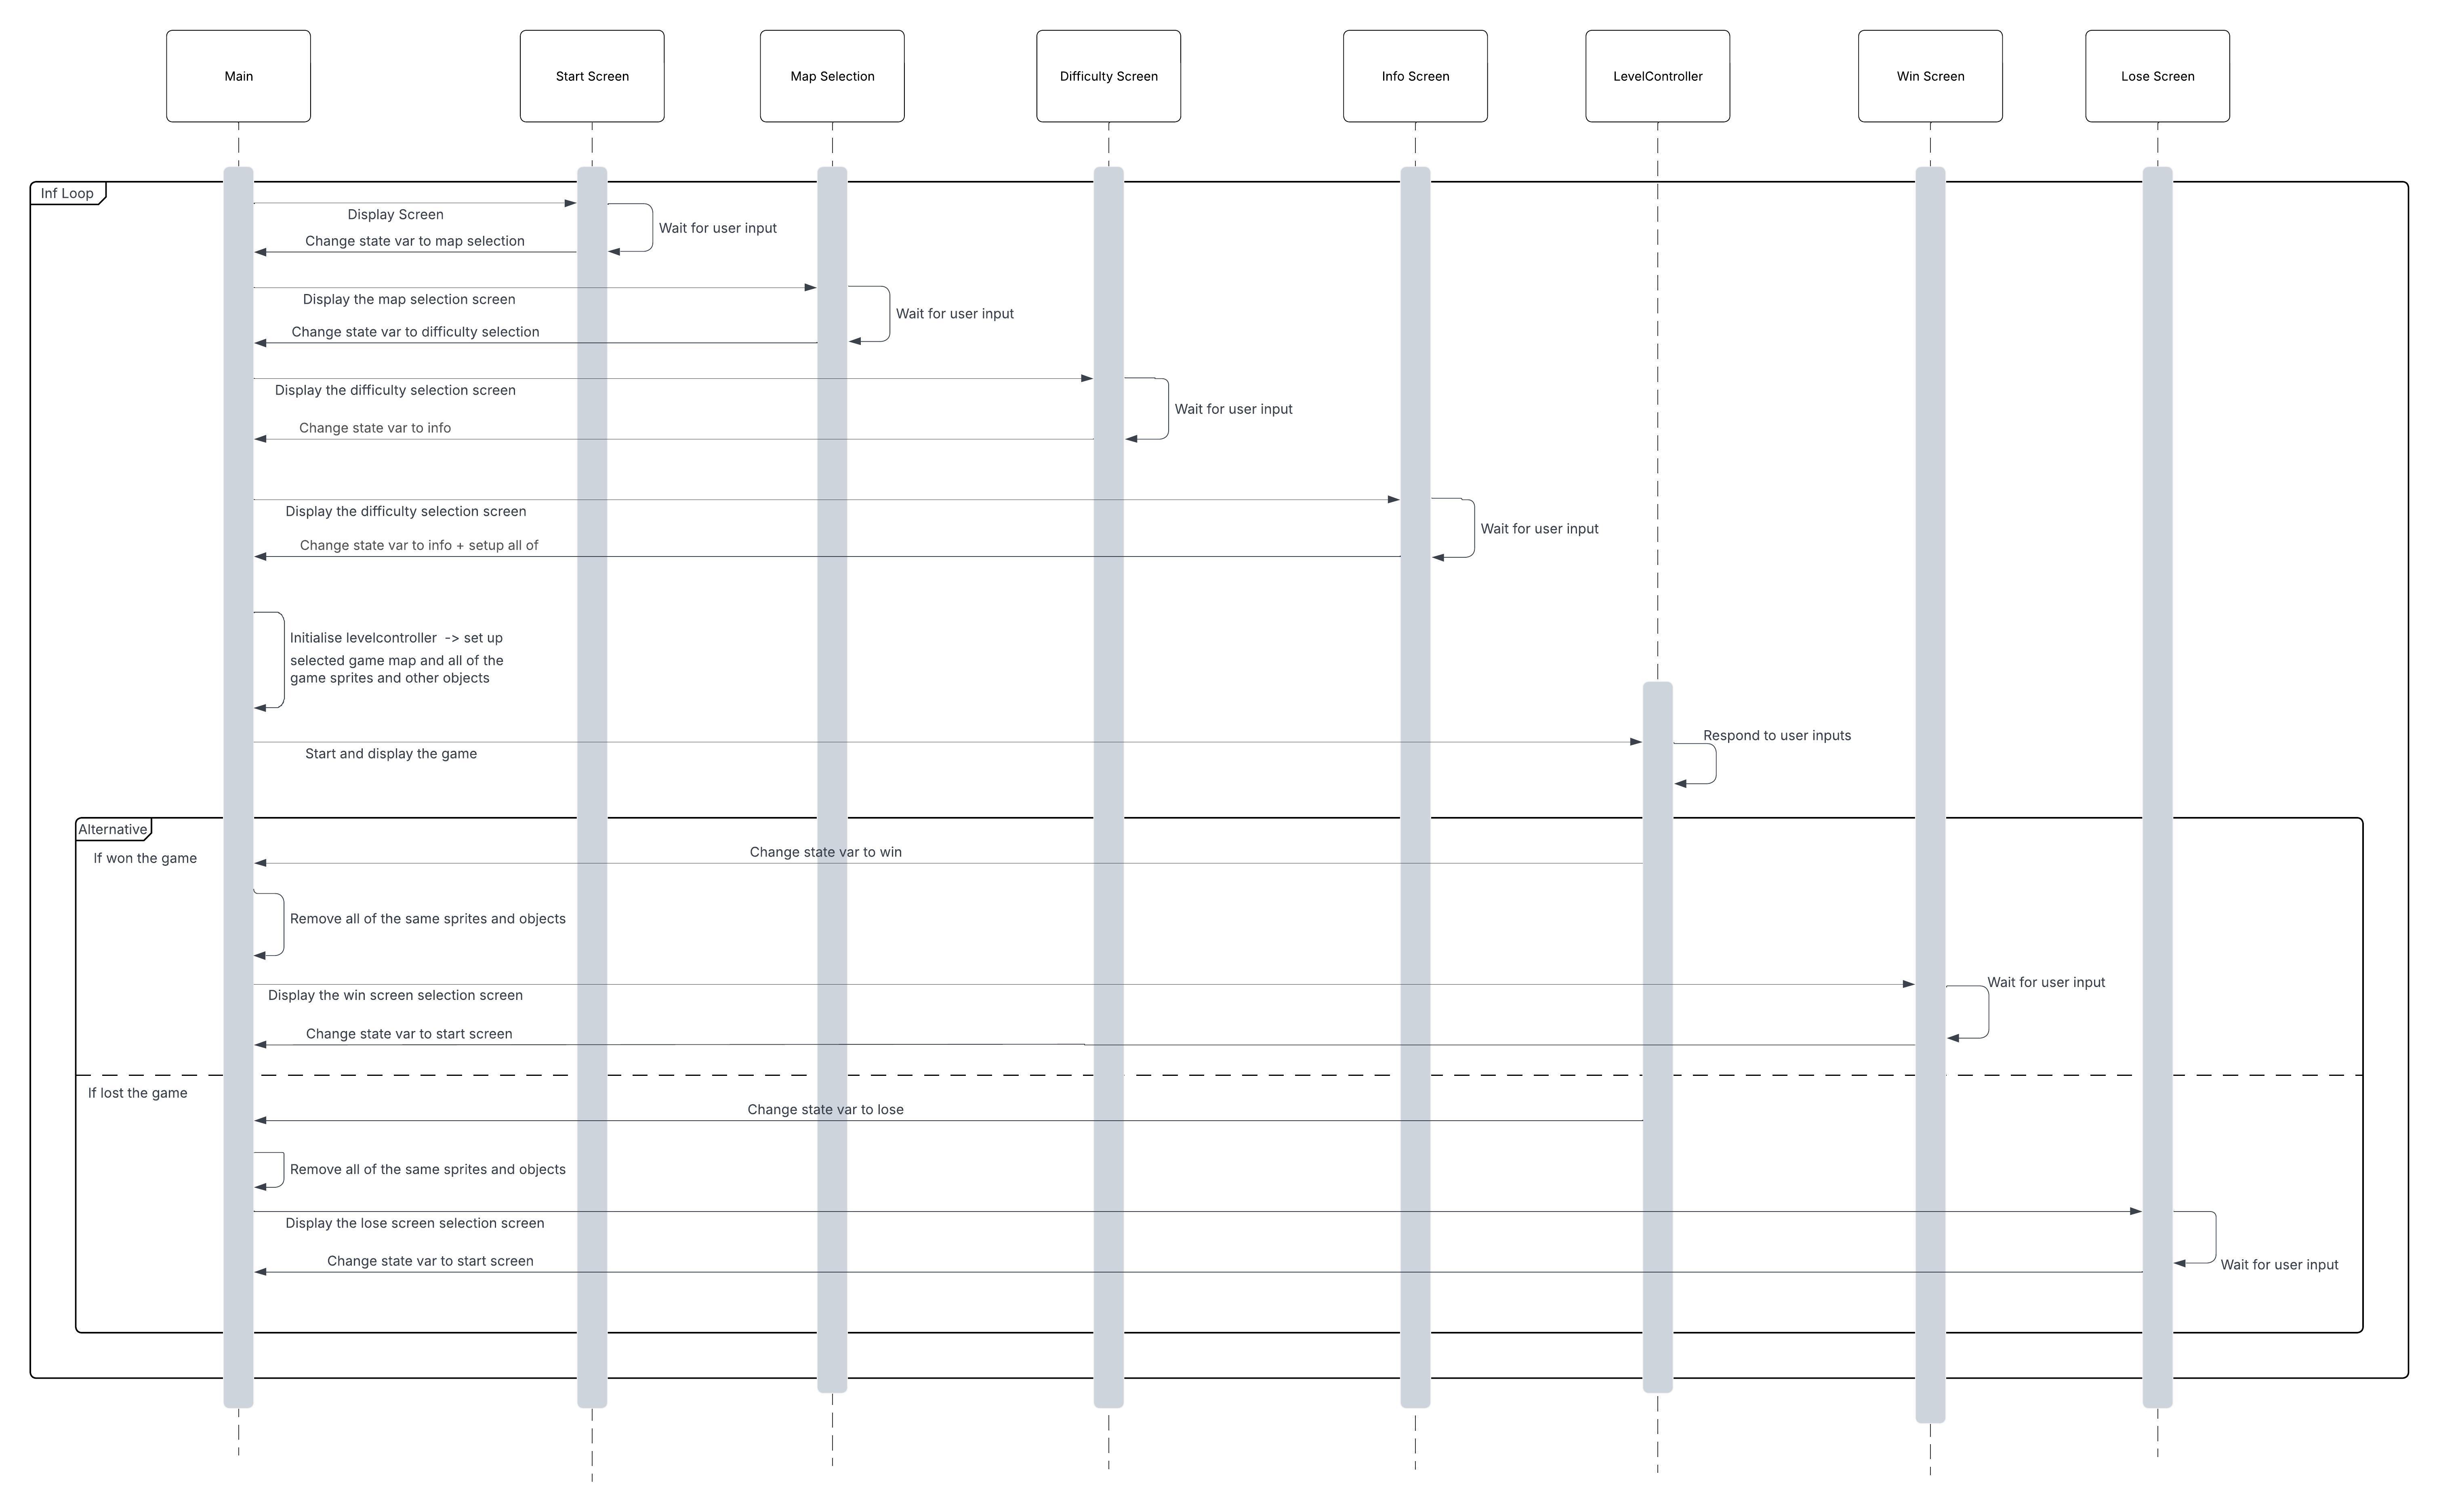 Main
Start Screen
Map Selection
Difficulty Screen
Info Screen
LevelController
Win Screen
Lose Screen
Inf Loop
Display Screen
Wait for user input
Change state var to map selection
Display the map selection screen
Wait for user input
Change state var to difficulty selection
Display the difficulty selection screen
Wait for user input
Change state var to info
Display the difficulty selection screen
Wait for user input
Change state var to info + setup all of
Initialise levelcontroller -> set up
selected game map and all of the
game sprites and other objects
Start and display the game
Respond to user inputs
Alternative
If won the game
Change state var to win
Remove all of the same sprites and objects
Display the win screen selection screen
Wait for user input
Change state var to start screen
If lost the game
Change state var to lose
Remove all of the same sprites and objects
Display the lose screen selection screen
Change state var to start screen
Wait for user input